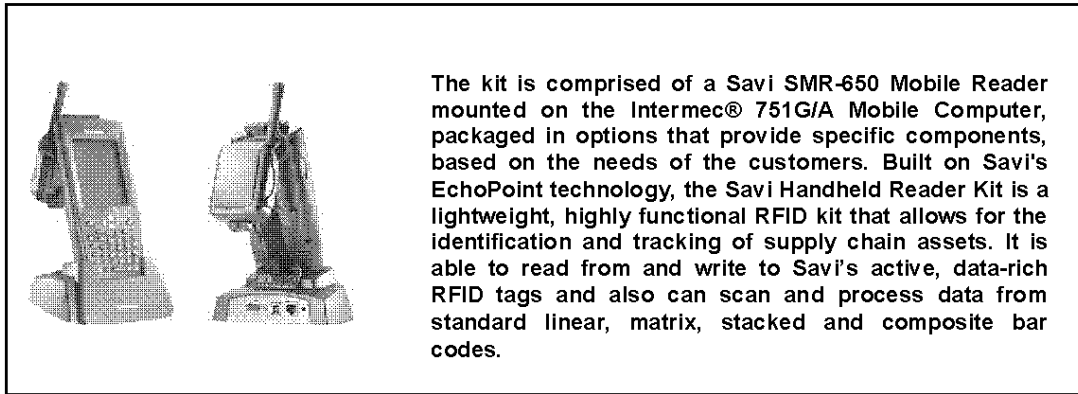 The kit is comprised of a Savi SMR-650 Mobile Reader
mounted on the Intermec® 751G/A Mobile Computer,
packaged in options that provide specific components,
based on the needs of the customers. Built on Savi's
EchoPoint technology, the Savi Handheld Reader Kit is a
lightweight, highly functional RFID kit that allows for the
identification and tracking of supply chain assets. It is
able to read from and write to Savi's active, data-rich
RFID tags and also can scan and process data from
standard linear, matrix, stacked and composite bar
codes.